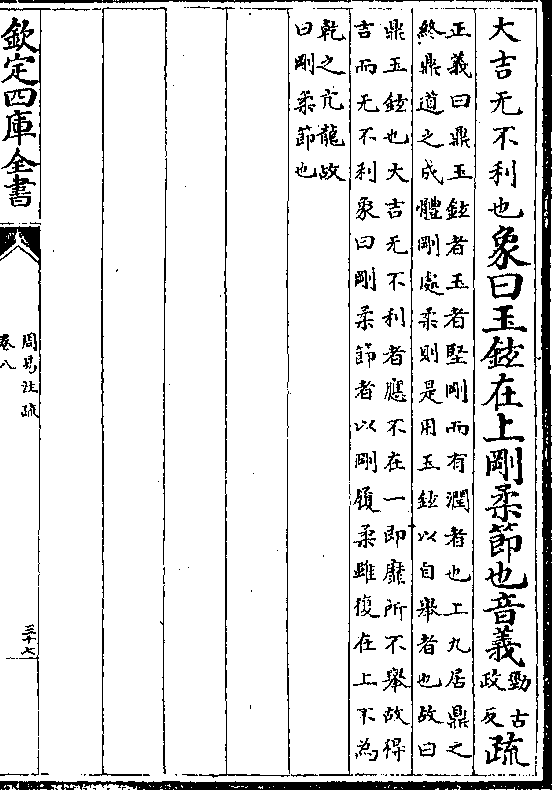 大吉无不利也象曰玉鉉在上剛柔節也音義勁古政反疏
正義曰鼎玉鉉者玉者堅剛而有潤者也上九居鼎之
終鼎道之成體剛處柔則是用玉鉉以自舉者也故曰
鼎玉鉉也大吉无不利者應不在一即靡所不舉故得
吉而无不利象曰剛柔節者以剛履柔雖復在上不為
乾之亢龍故
曰剛柔節也
欽定四庫全書
周易注疏
卷八
三十七